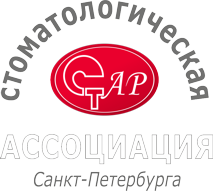 стоматологическая
СТАР
АССОЦИАЦИЯ
Санкт-Петербурга